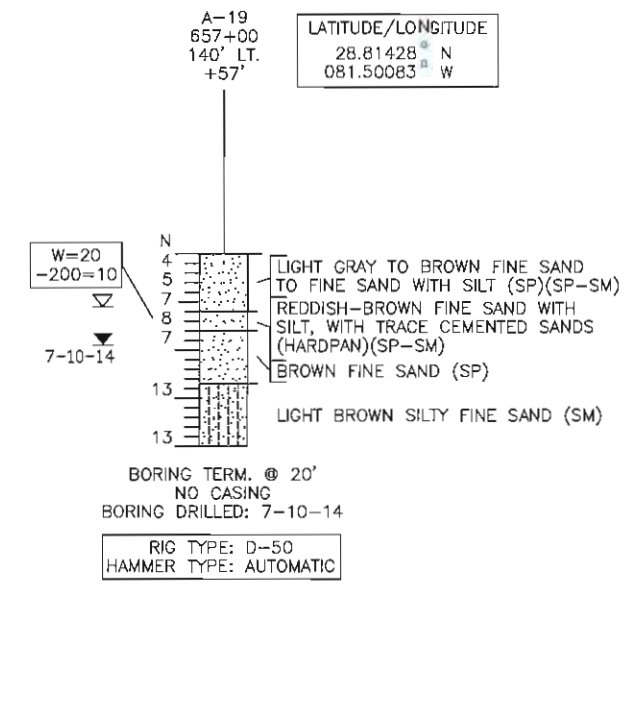 A-19
657+00
140' LT.
+57'
LATITUDE/LONGITUDE
28.81428° N
081.50083° W
W=20
-200=10
7-10-14
N
4
5
7
8
7
13
13
LIGHT GRAY TO BROWN FINE SAND
TO FINE SAND WITH SILT (SP)(SP-SM)
REDDISH-BROWN FINE SAND WITH
SILT, WITH TRACE CEMENTED SANDS
(HARDPAN)(SP-SM)
BROWN FINE SAND (SP)
LIGHT BROWN SILTY FINE SAND (SM)
BORING TERM. @ 20'
NO CASING
BORING DRILLED: 7-10-14
RIG TYPE: D-50
HAMMER TYPE: AUTOMATIC